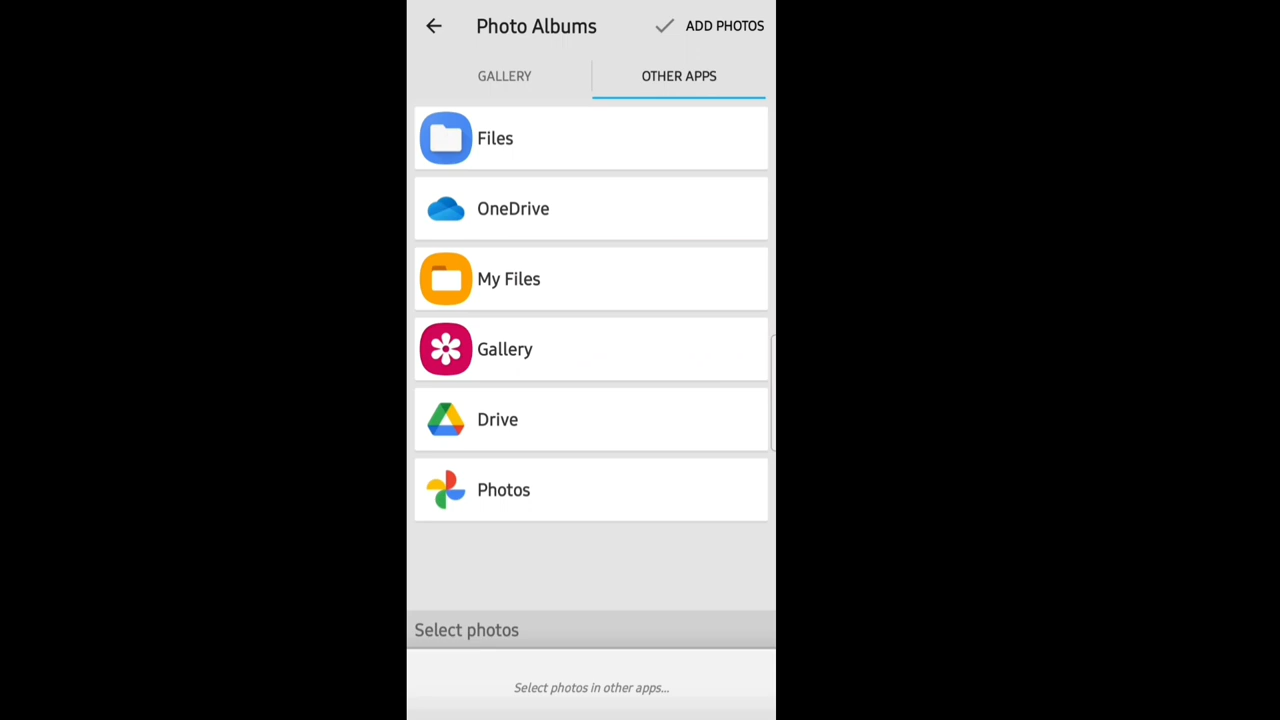 Photo Albums
ADD PHOTOS
GALLERY
OTHER APPS
Files
OneDrive
My Files
Gallery
Drive
Photos
Select photos
Select photos in other apps...